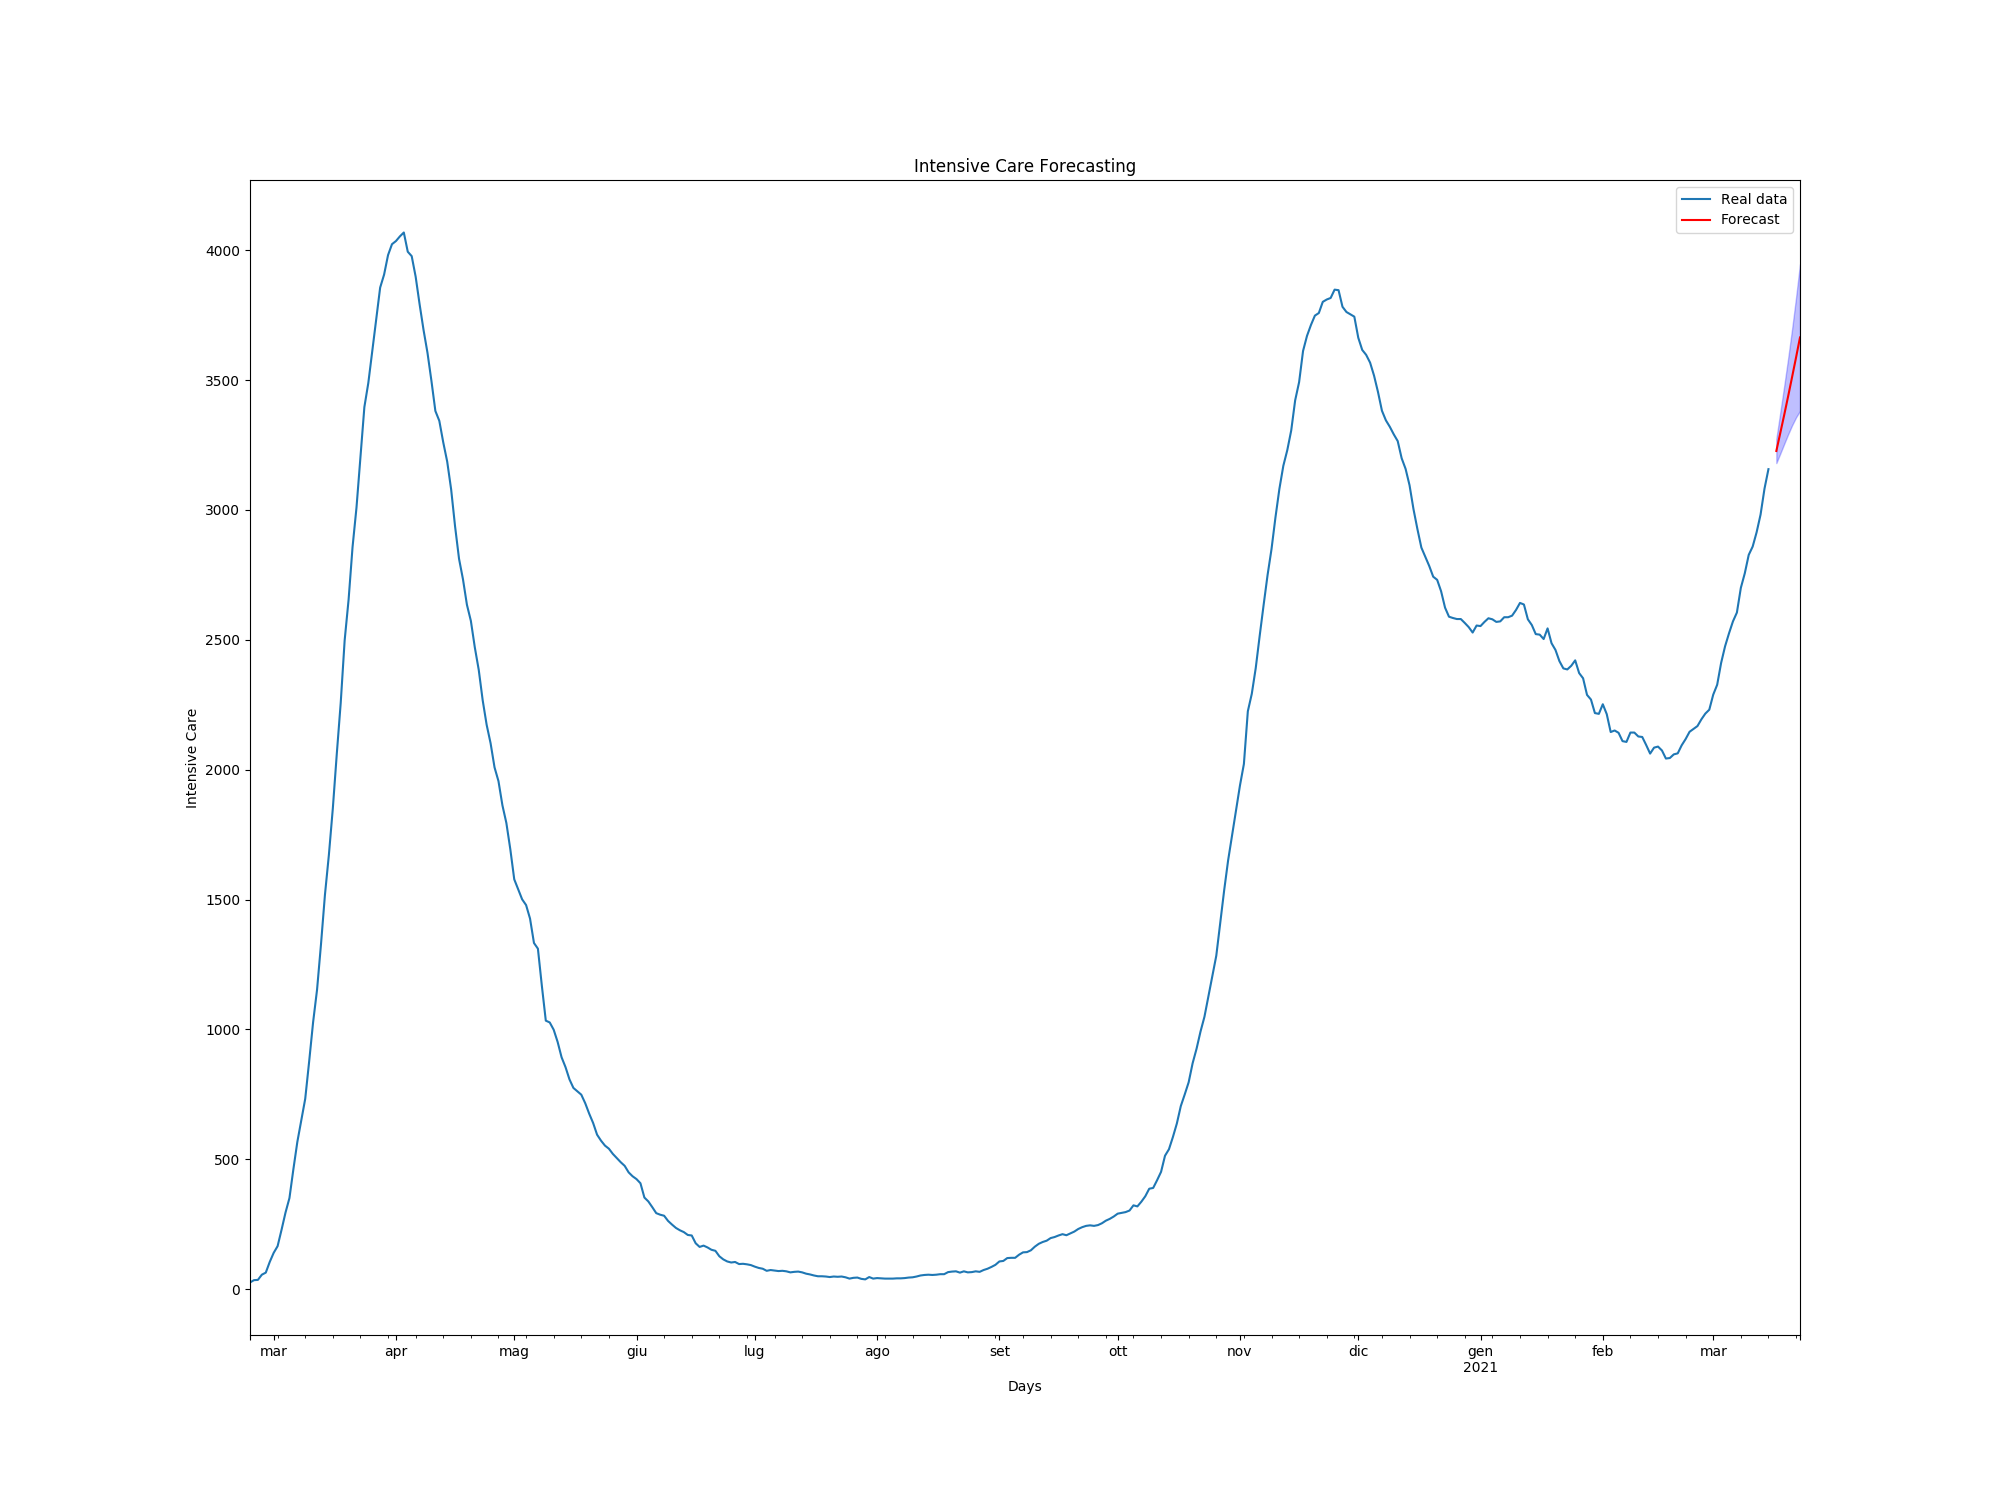 Intensive Care Forecasting
Real data
Forecast
4000
3500
3000
2500
2000
1500
1000
500
0
Intensive Care
mar apr mag giu lug ago set ott nov dic gen feb mar
2021
Days